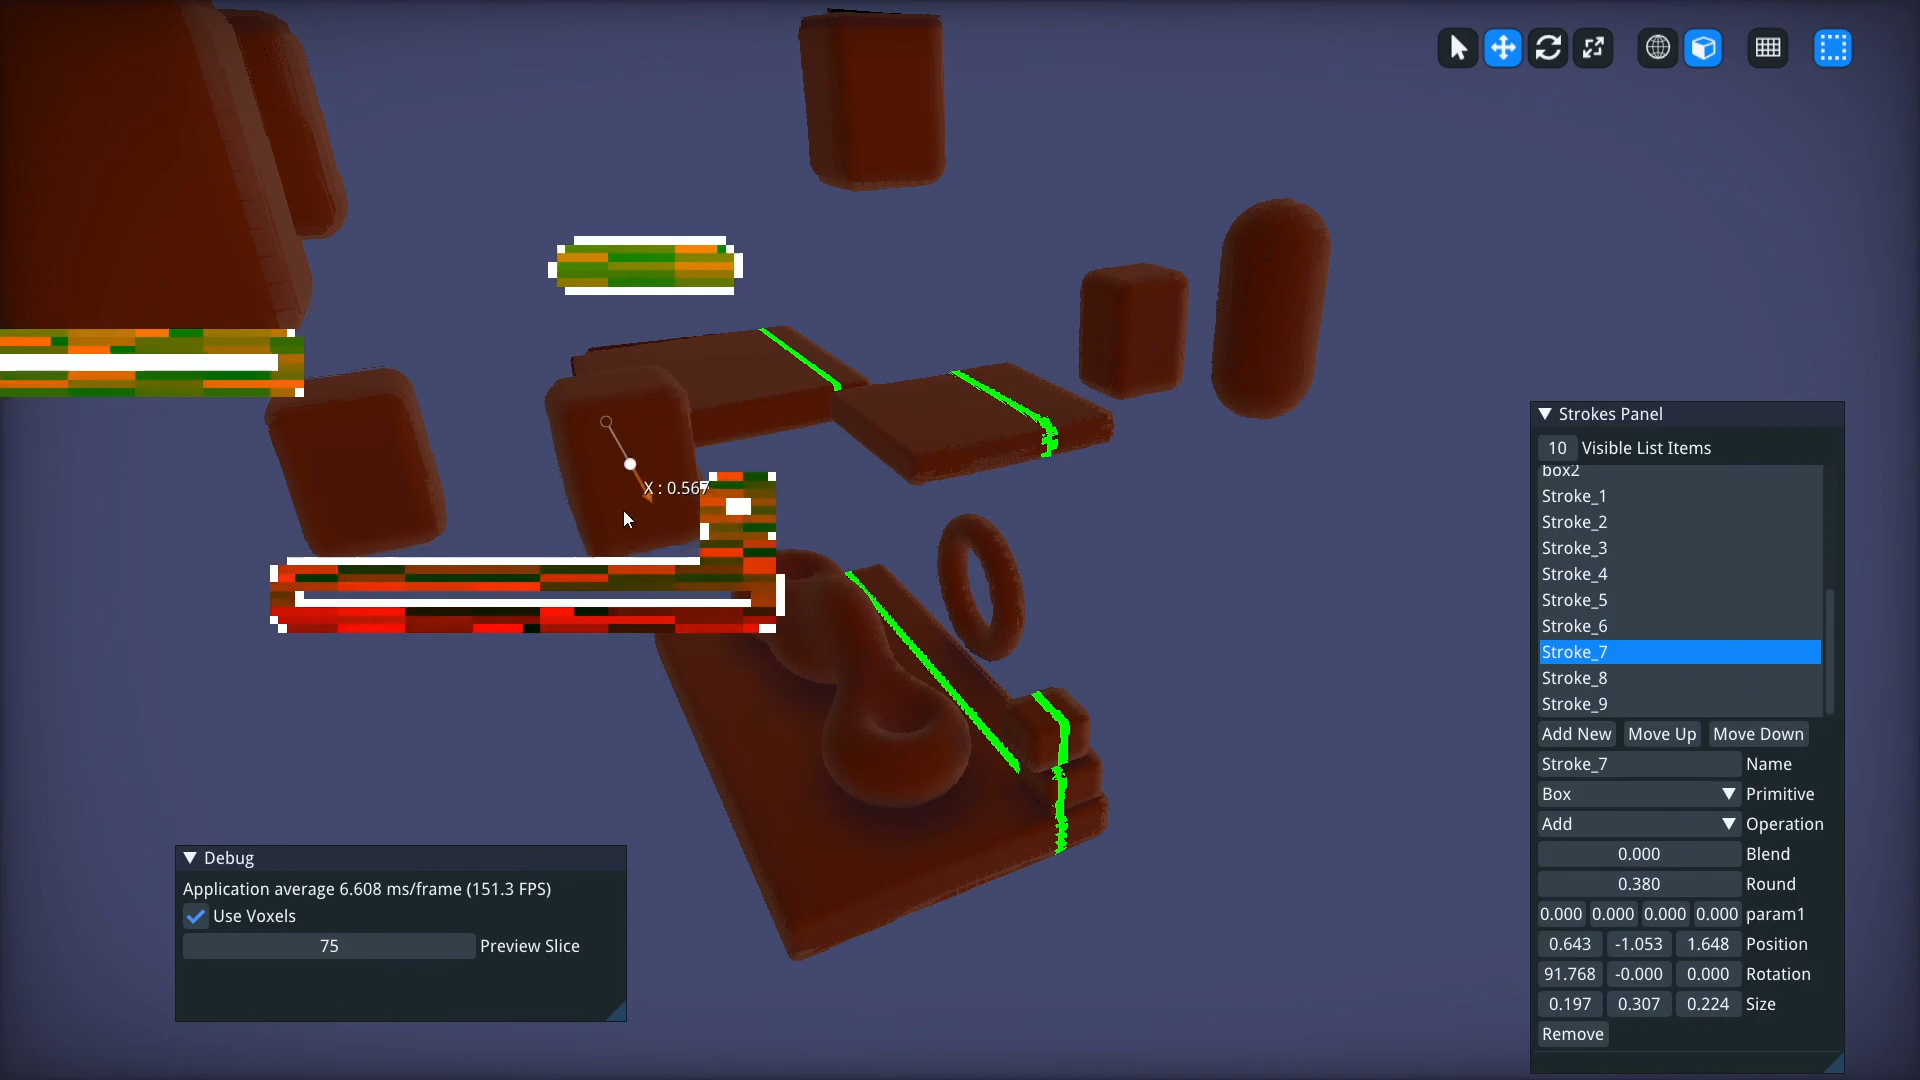 X : 0.567
Strokes Panel
10 Visible List Items
box2
Stroke_1
Stroke_2
Stroke_3
Stroke_4
Stroke_5
Stroke_6
Stroke_7
Stroke_8
Stroke_9
Add New Move Up Move Down
Stroke_7 Name
Box Primitive
Add Operation
0.000 Blend
0.380 Round
0.000 0.000 0.000 0.000 param1
0.643 -1.053 1.648 Position
91.768 -0.000 0.000 Rotation
0.197 0.307 0.224 Size
Remove
Debug
Application average 6.608 ms/frame (151.3 FPS)
Use Voxels
75 Preview Slice